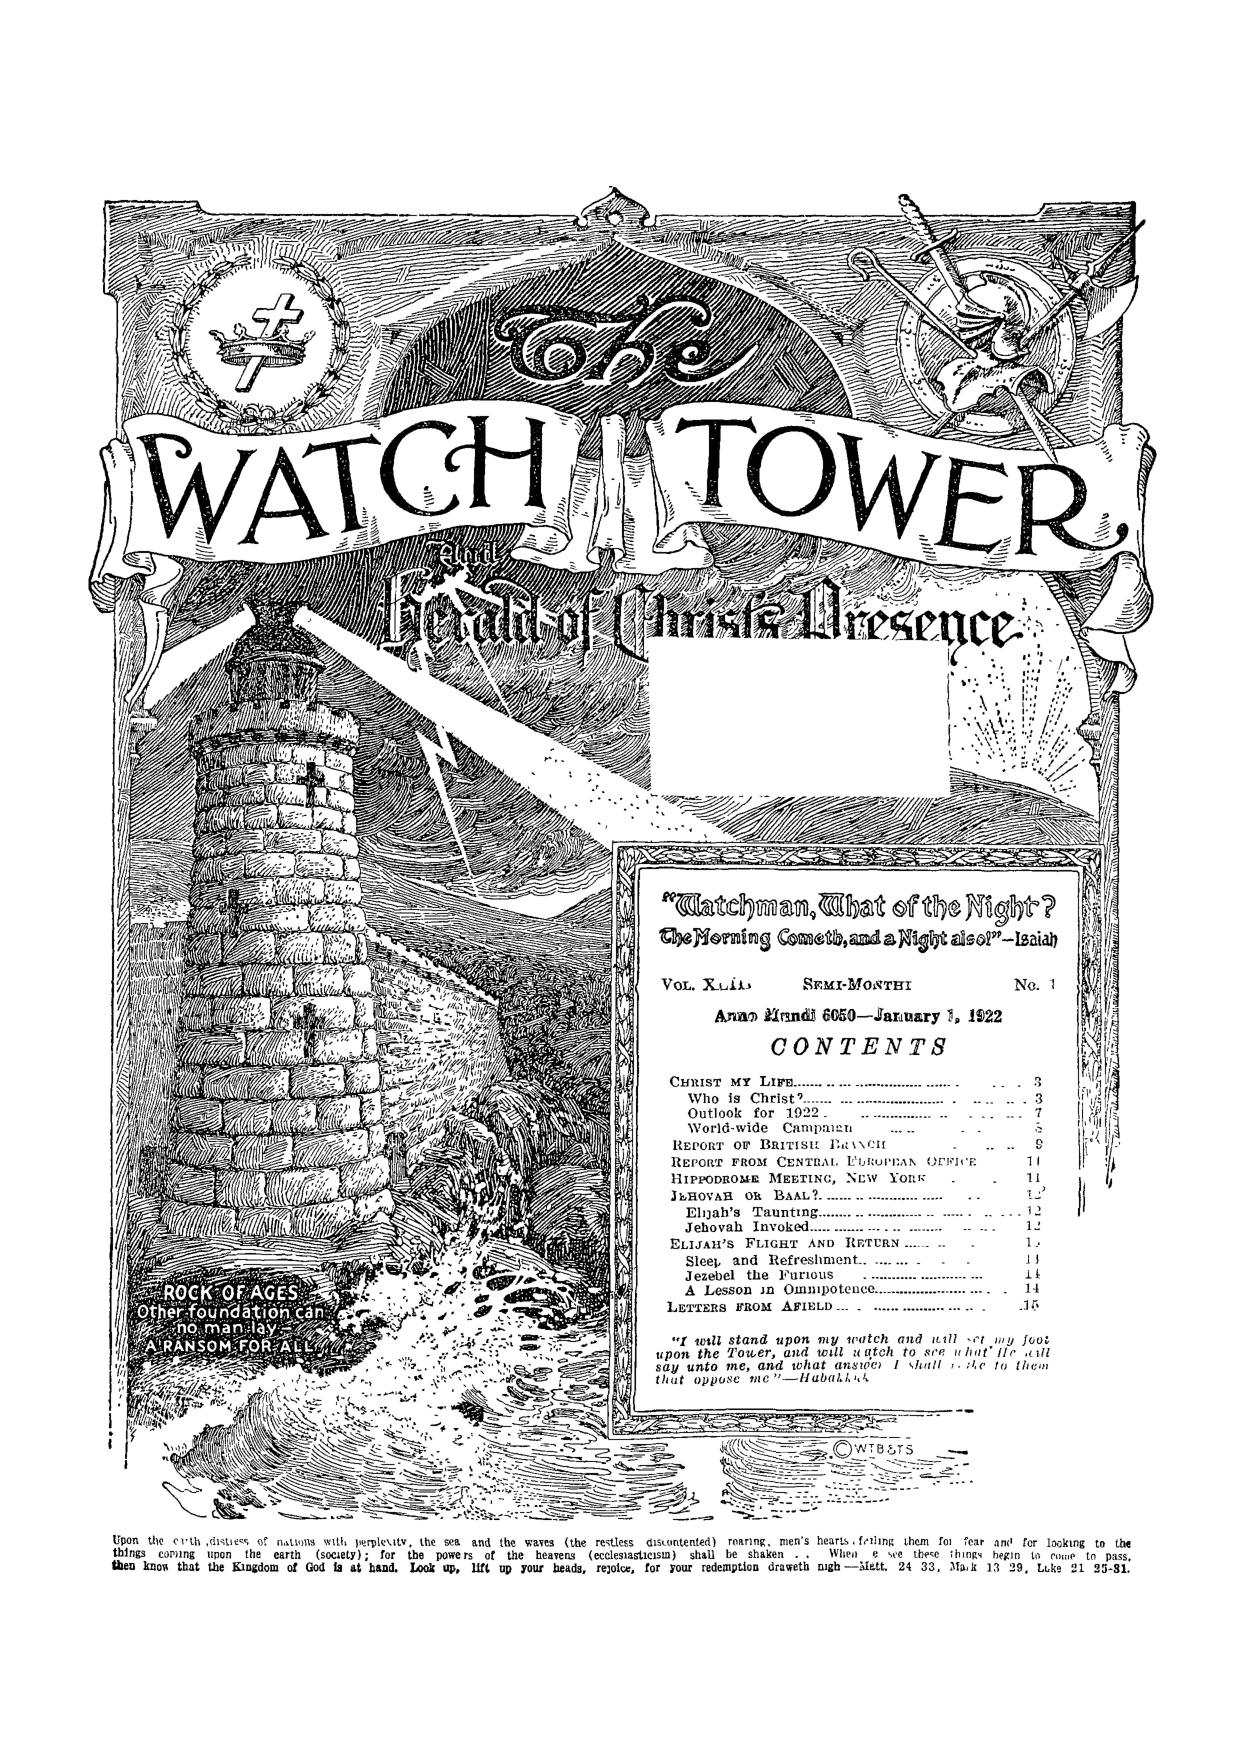 The
WATCH TOWER
And
Herald of Christ's Presence
"Watchman, What of the Night?
The Morning Cometh, and a Night also!"—Isaiah
VOL. SEMI-MONTHL No. 1
Anno Mundi 6050—January 1, 1922
CONTENTS
CHRIST MY LIFE 3
Who is Christ? 3
Outlook for 1922 7
World-wide Campaign
REPORT OF BRITISH BRANCH 9
REPORT FROM CENTRAL EUROPEAN OFFICE 11
HIPPODROME MEETING, NEW YORK 11
JEHOVAH OR BAAL? 12
Elijah's Taunting 12
Jehovah Invoked 12
ELIJAH'S FLIGHT AND RETURN
Sleep and Refreshment
Jezebel the Furious 14
A Lesson in Omnipotence 14
LETTERS FROM AFIELD 15
ROCK OF AGES
Other foundation can
no man lay—
A RANSOM FOR ALL
"I will stand upon my watch and will set my foot
upon the Tower, and will watch to see what He will
say unto me, and what answer I shall make to them
that oppose me"—Habakkuk
© W T B & T S
Upon the earth distress of nations with perplexity, the sea and the waves (the restless discontented) roaring, men's hearts failing them for fear and for looking to the
things coming upon the earth (society); for the powers of the heavens (ecclesiasticism) shall be shaken . . When ye see these things begin to come to pass,
then know that the Kingdom of God is at hand. Look up, lift up your heads, rejoice, for your redemption draweth nigh—Matt. 24 33, Mark 13 29, Luke 21 25-31.